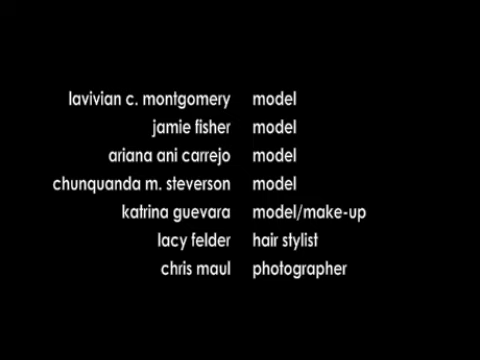 lavivian c. montgomery model
jamie fisher model
ariana ani carrejo model
chunquanda m. steverson model
katrina guevara model/make-up
lacy felder hair stylist
chris maul photographer